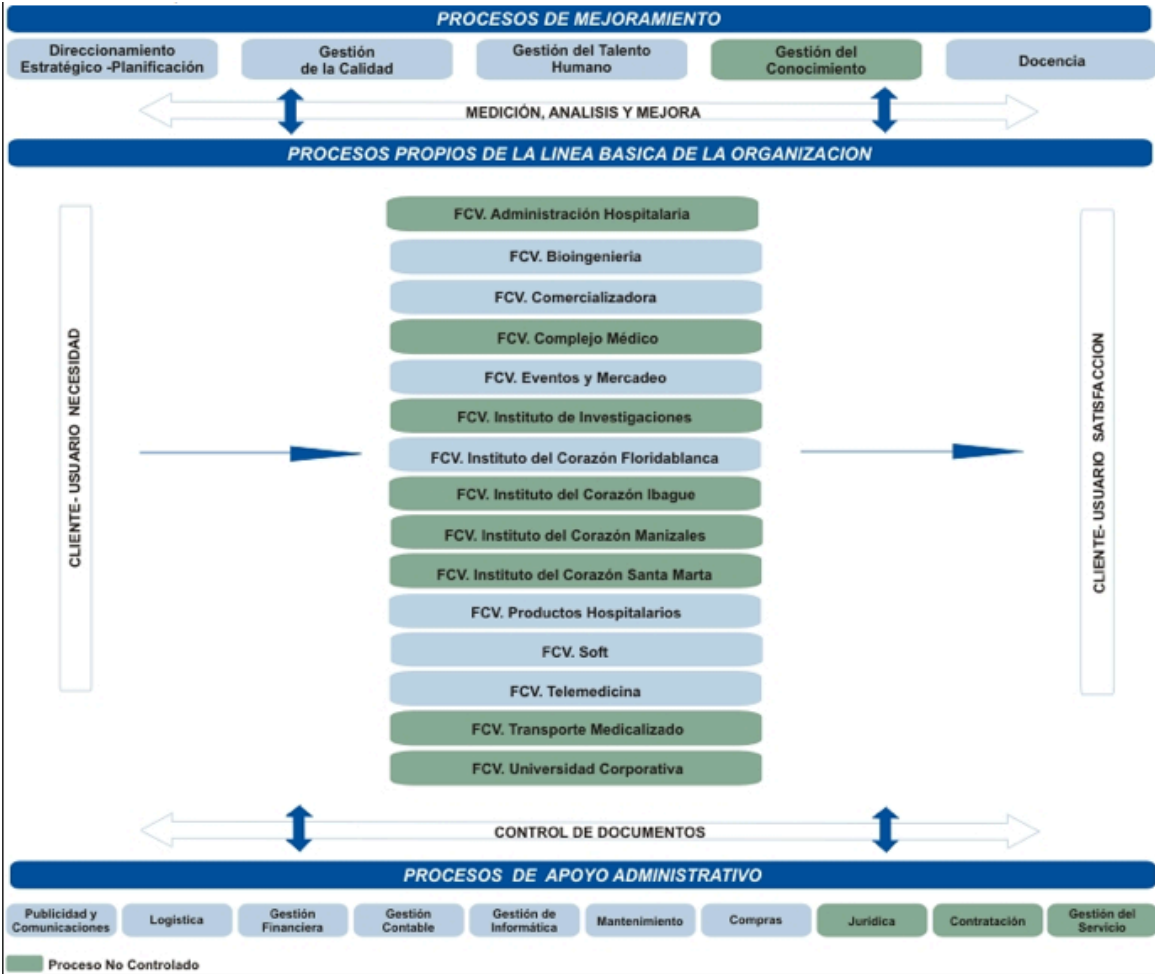 PROCESOS DE MEJORAMIENTO
Direccionamiento
Estratégico -Planificación
Gestión
de la Calidad
Gestión del Talento
Humano
Gestión del
Conocimiento
Docencia
MEDICIÓN, ANALISIS Y MEJORA
PROCESOS PROPIOS DE LA LINEA BASICA DE LA ORGANIZACION
CLIENTE- USUARIO NECESIDAD
FCV. Administración Hospitalaria
FCV. Bioingenieria
FCV. Comercializadora
FCV. Complejo Médico
FCV. Eventos y Mercadeo
FCV. Instituto de Investigaciones
FCV. Instituto del Corazón Floridablanca
FCV. Instituto del Corazón Ibague
FCV. Instituto del Corazón Manizales
FCV. Instituto del Corazón Santa Marta
FCV. Productos Hospitalarios
FCV. Soft
FCV. Telemedicina
FCV. Transporte Medicalizado
FCV. Universidad Corporativa
CLIENTE- USUARIO SATISFACCION
CONTROL DE DOCUMENTOS
PROCESOS DE APOYO ADMINISTRATIVO
Publicidad y
Comunicaciones
Logística
Gestión
Financiera
Gestión
Contable
Gestión de
Informática
Mantenimiento
Compras
Jurídica
Contratación
Gestión del
Servicio
Proceso No Controlado